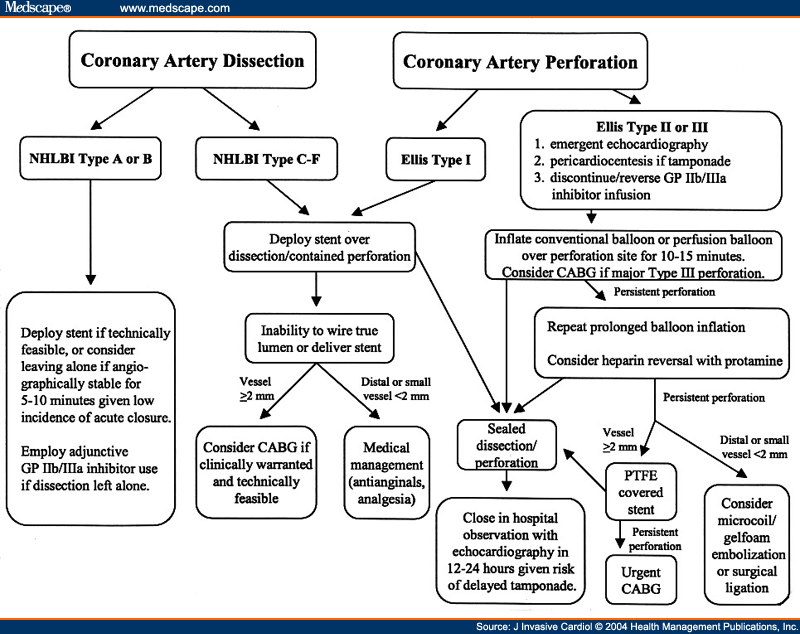 Medscape® www.medscape.com
Coronary Artery Dissection
Coronary Artery Perforation
NHLBI Type A or B
NHLBI Type C-F
Ellis Type I
Ellis Type II or III
1. emergent echocardiography
2. pericardiocentesis if tamponade
3. discontinue/reverse GP IIb/IIIa
inhibitor infusion
Deploy stent over
dissection/contained perforation
Inflate conventional balloon or perfusion balloon
over perforation site for 10-15 minutes.
Consider CABG if major Type III perforation.
Persistent perforation
Deploy stent if technically
feasible, or consider
leaving alone if angio-
graphically stable for
5-10 minutes given low
incidence of acute closure.
Employ adjunctive
GP IIb/IIIa inhibitor use
if dissection left alone.
Inability to wire true
lumen or deliver stent
Repeat prolonged balloon inflation
Consider heparin reversal with protamine
Vessel
≥2 mm
Distal or small
vessel <2 mm
Persistent perforation
Consider CABG if
clinically warranted
and technically
feasible
Medical
management
(antianginals,
analgesia)
Sealed
dissection/
perforation
Vessel
≥2 mm
Distal or small
vessel <2 mm
PTFE
covered
stent
Consider
microcoil/
gelfoam
embolization
or surgical
ligation
Close in hospital
observation with
echocardiography in
12-24 hours given risk
of delayed tamponade.
Persistent
perforation
Urgent
CABG
Source: J Invasive Cardiol © 2004 Health Management Publications, Inc.